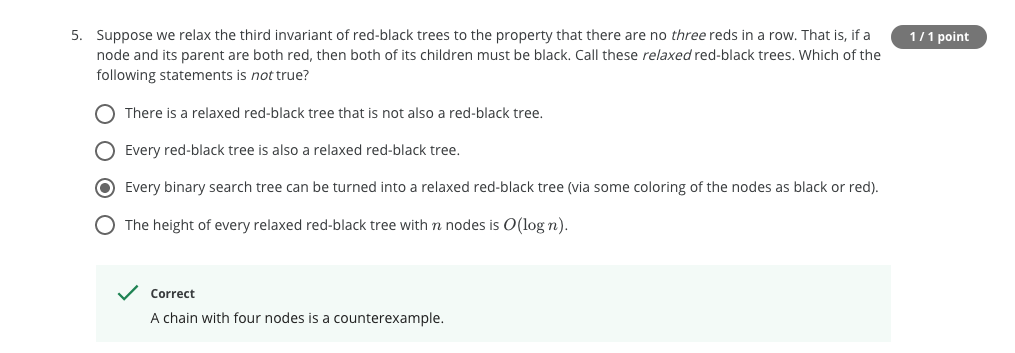 5. Suppose we relax the third invariant of red-black trees to the property that there are no three reds in a row. That is, if a
1 / 1 point
node and its parent are both red, then both of its children must be black. Call these relaxed red-black trees. Which of the
following statements is not true?
There is a relaxed red-black tree that is not also a red-black tree.
Every red-black tree is also a relaxed red-black tree.
Every binary search tree can be turned into a relaxed red-black tree (via some coloring of the nodes as black or red).
The height of every relaxed red-black tree with n nodes is O(log n).
Correct
A chain with four nodes is a counterexample.